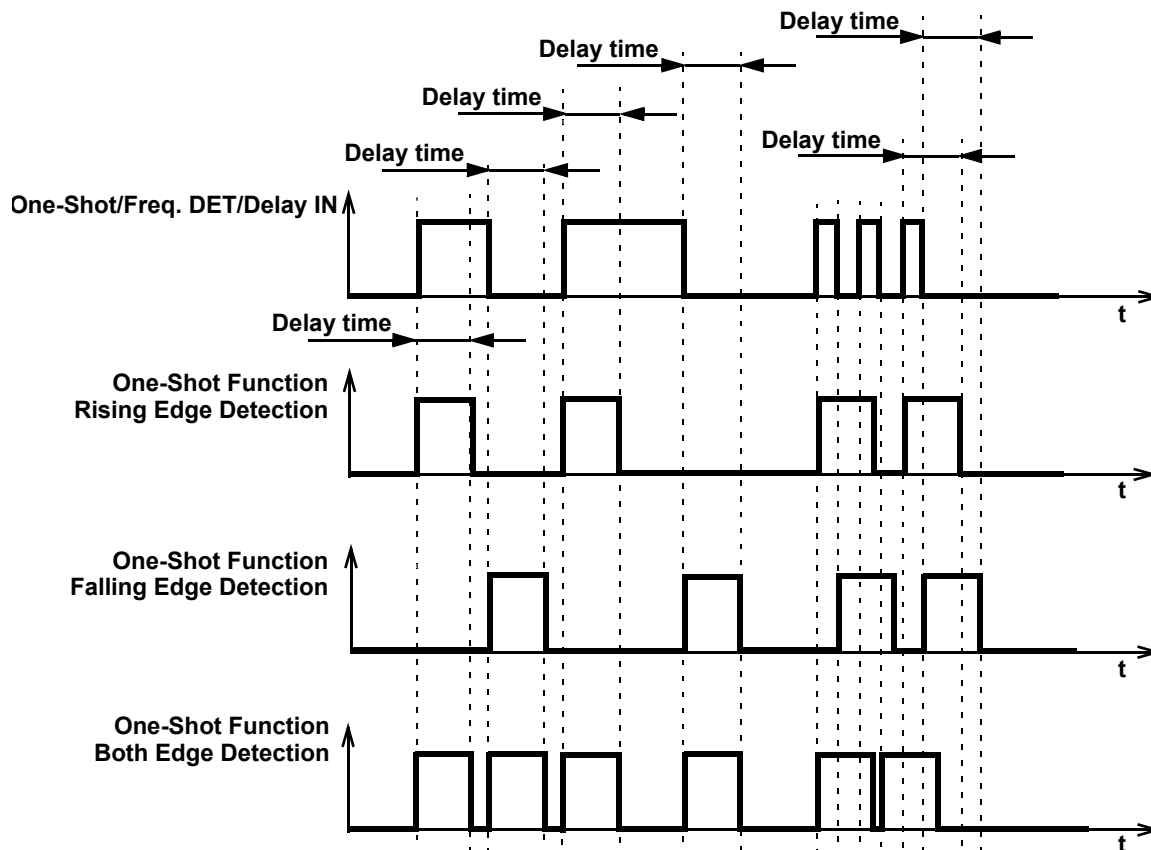 Delay time
Delay time
Delay time
Delay time
Delay time
One-Shot/Freq. DET/Delay IN
t
Delay time
One-Shot Function
Rising Edge Detection
t
One-Shot Function
Falling Edge Detection
t
One-Shot Function
Both Edge Detection
t